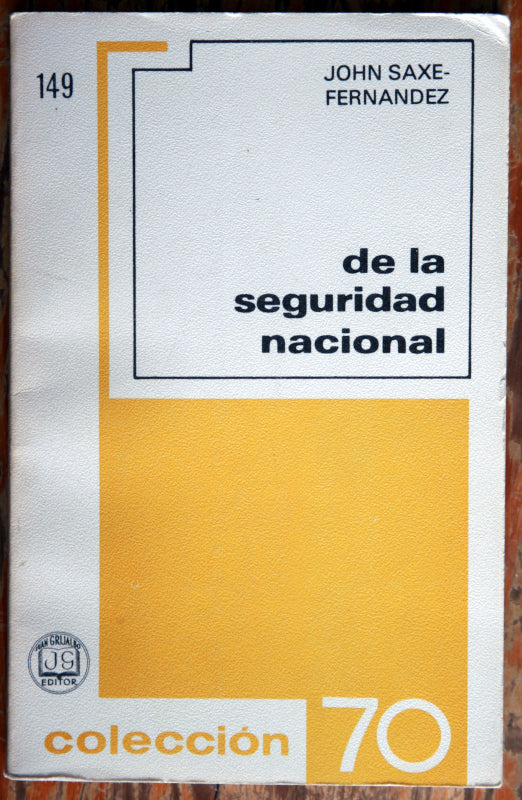 149
JOHN SAXE-
FERNANDEZ
de la
seguridad
nacional
JUAN GRIJALBO
JG
EDITOR
colección 70